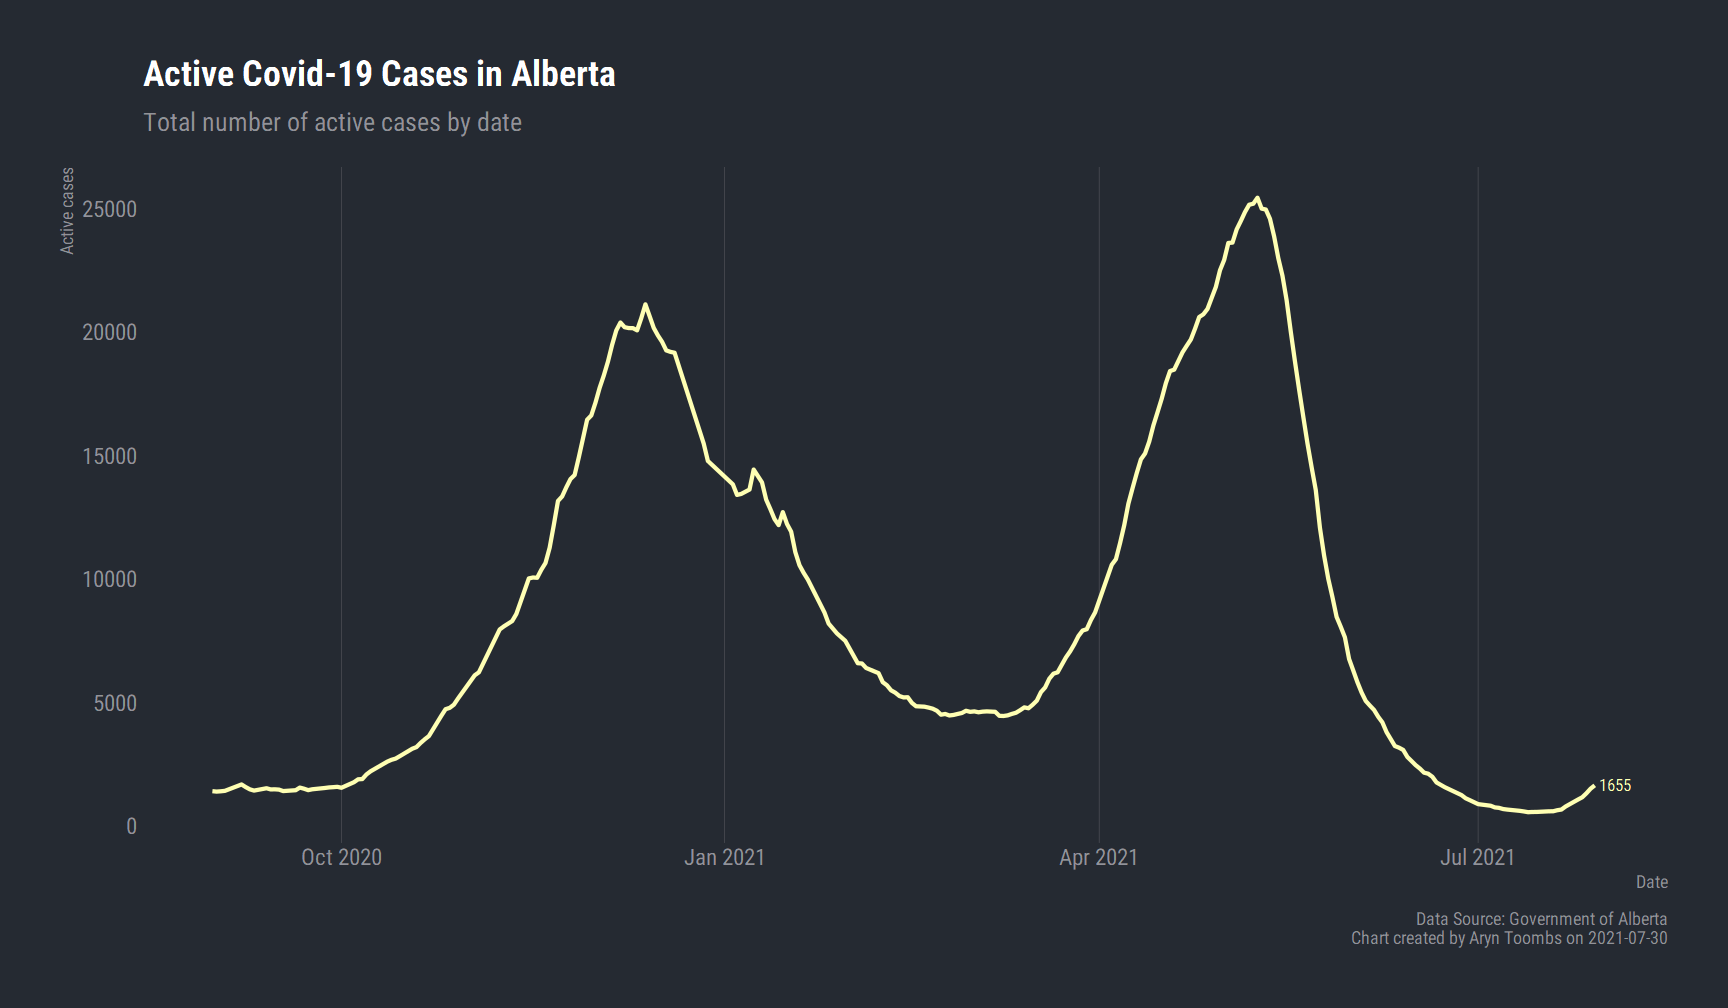 Active Covid-19 Cases in Alberta
Total number of active cases by date
Active cases
25000
20000
15000
10000
5000
0
1655
Oct 2020
Jan 2021
Apr 2021
Jul 2021
Date
Data Source: Government of Alberta
Chart created by Aryn Toombs on 2021-07-30